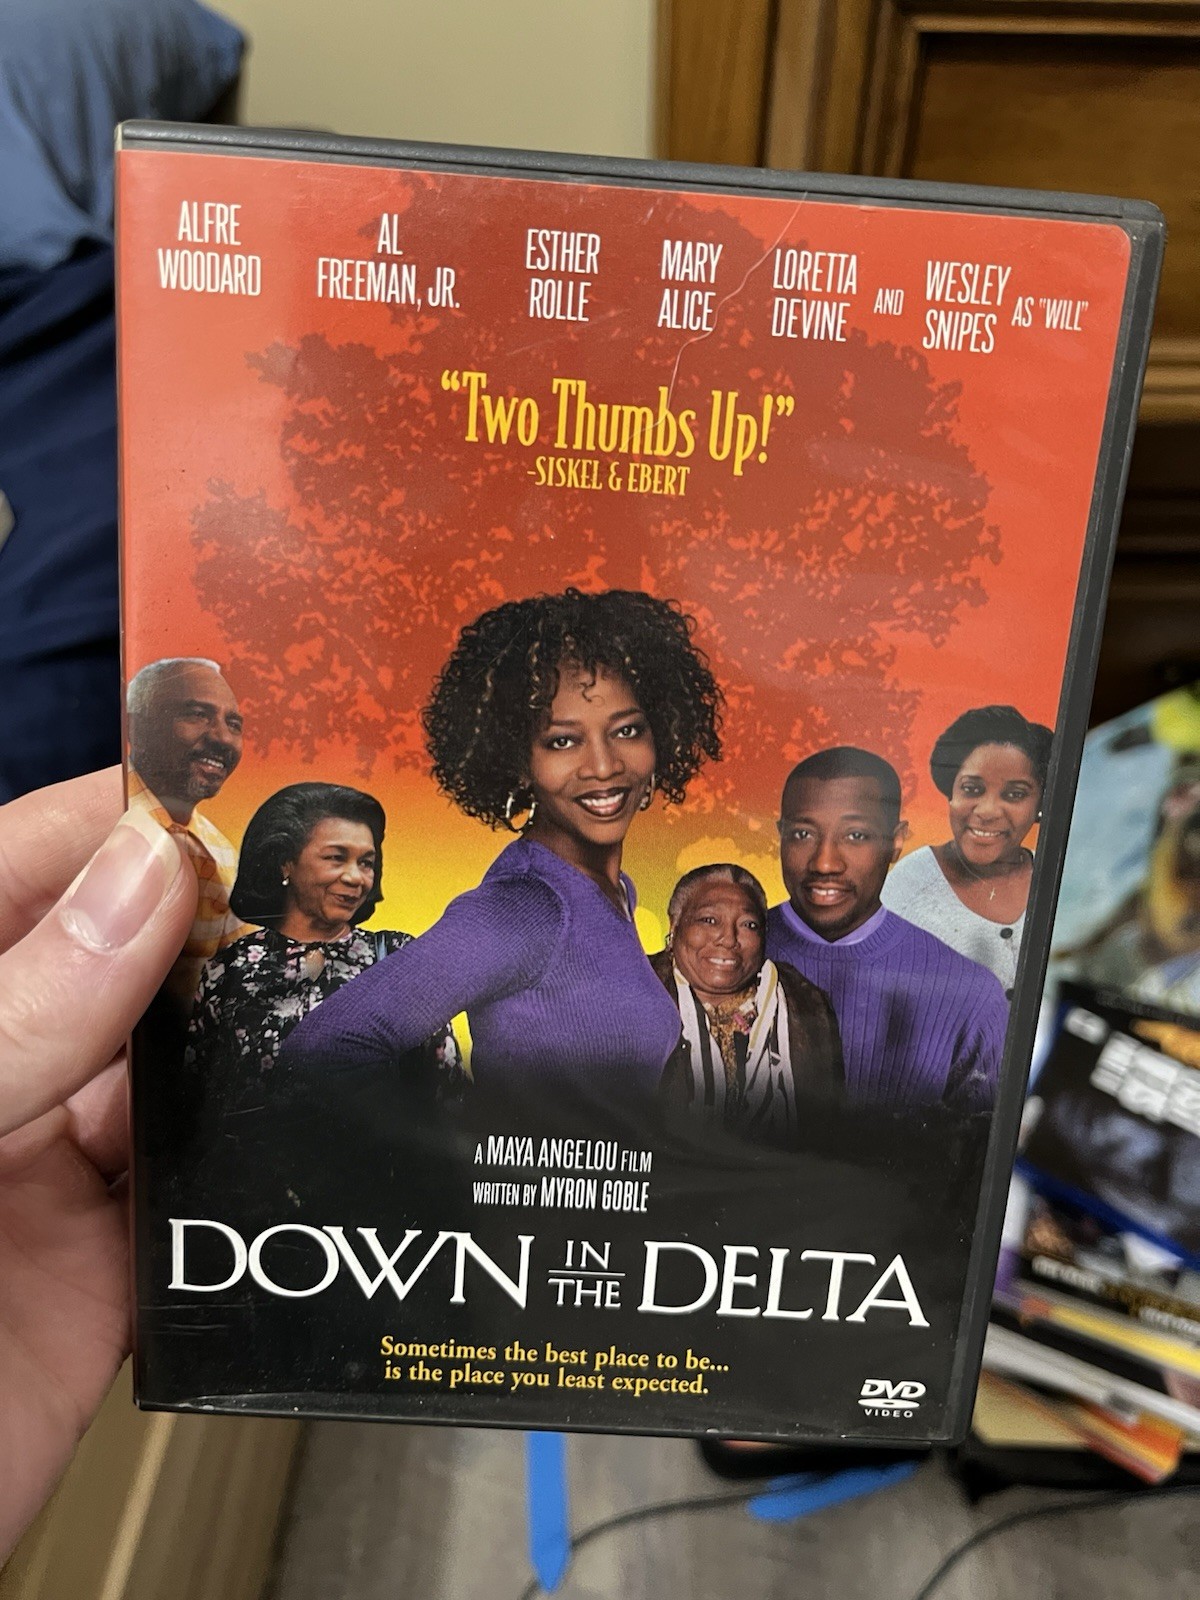 ALFRE
WOODARD
AL
FREEMAN, JR.
ESTHER
ROLLE
MARY
ALICE
LORETTA
DEVINE
AND
WESLEY
SNIPES
AS "WILL"
“Two Thumbs Up!”
-SISKEL & EBERT
A MAYA ANGELOU FILM
WRITTEN BY MYRON GOBLE
DOWN IN THE DELTA
Sometimes the best place to be...
is the place you least expected.
DVD
VIDEO